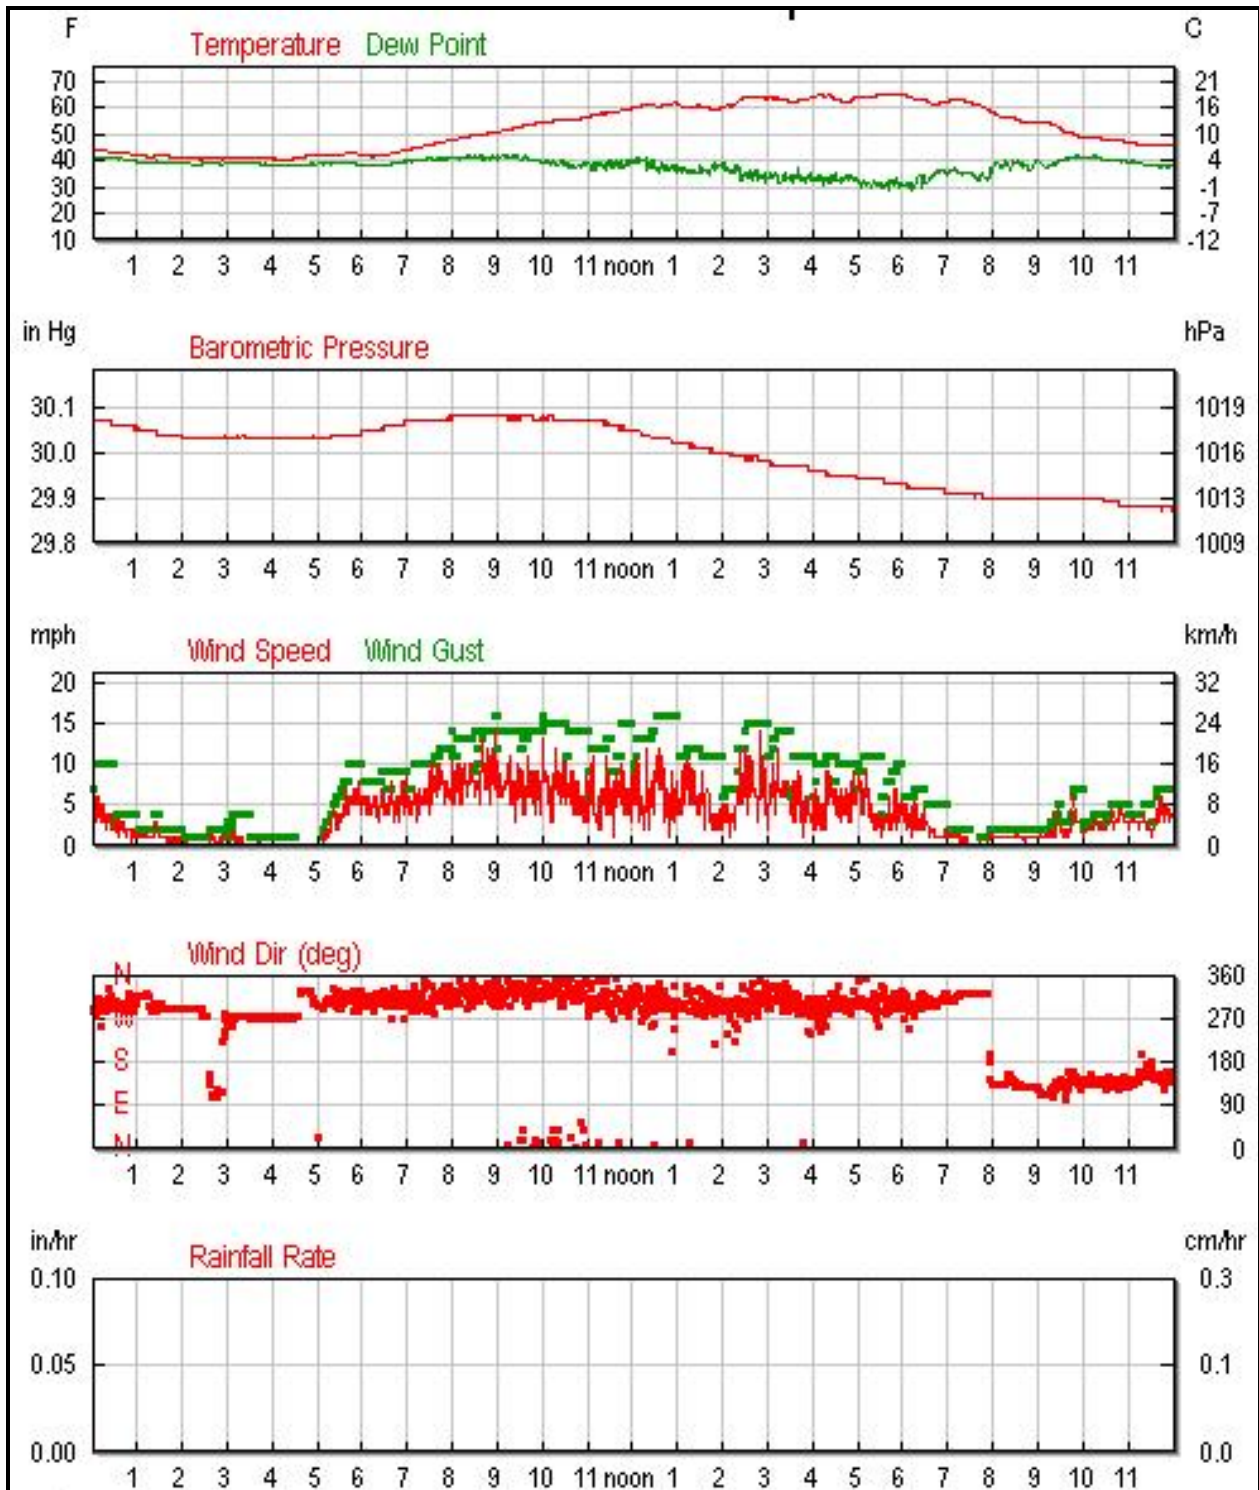 F C
Temperature Dew Point
70 21
60 16
50 10
40 4
30 -1
20 -7
10 -12
1 2 3 4 5 6 7 8 9 10 11 noon 1 2 3 4 5 6 7 8 9 10 11
in Hg hPa
Barometric Pressure
30.1 1019
30.0 1016
29.9 1013
29.8 1009
1 2 3 4 5 6 7 8 9 10 11 noon 1 2 3 4 5 6 7 8 9 10 11
mph km/h
Wind Speed Wind Gust
20 32
15 24
10 16
5 8
0 0
1 2 3 4 5 6 7 8 9 10 11 noon 1 2 3 4 5 6 7 8 9 10 11
Wind Dir (deg)
N 360
W 270
S 180
E 90
N 0
1 2 3 4 5 6 7 8 9 10 11 noon 1 2 3 4 5 6 7 8 9 10 11
in/hr cm/hr
Rainfall Rate
0.10 0.3
0.05 0.1
0.00 0.0
1 2 3 4 5 6 7 8 9 10 11 noon 1 2 3 4 5 6 7 8 9 10 11